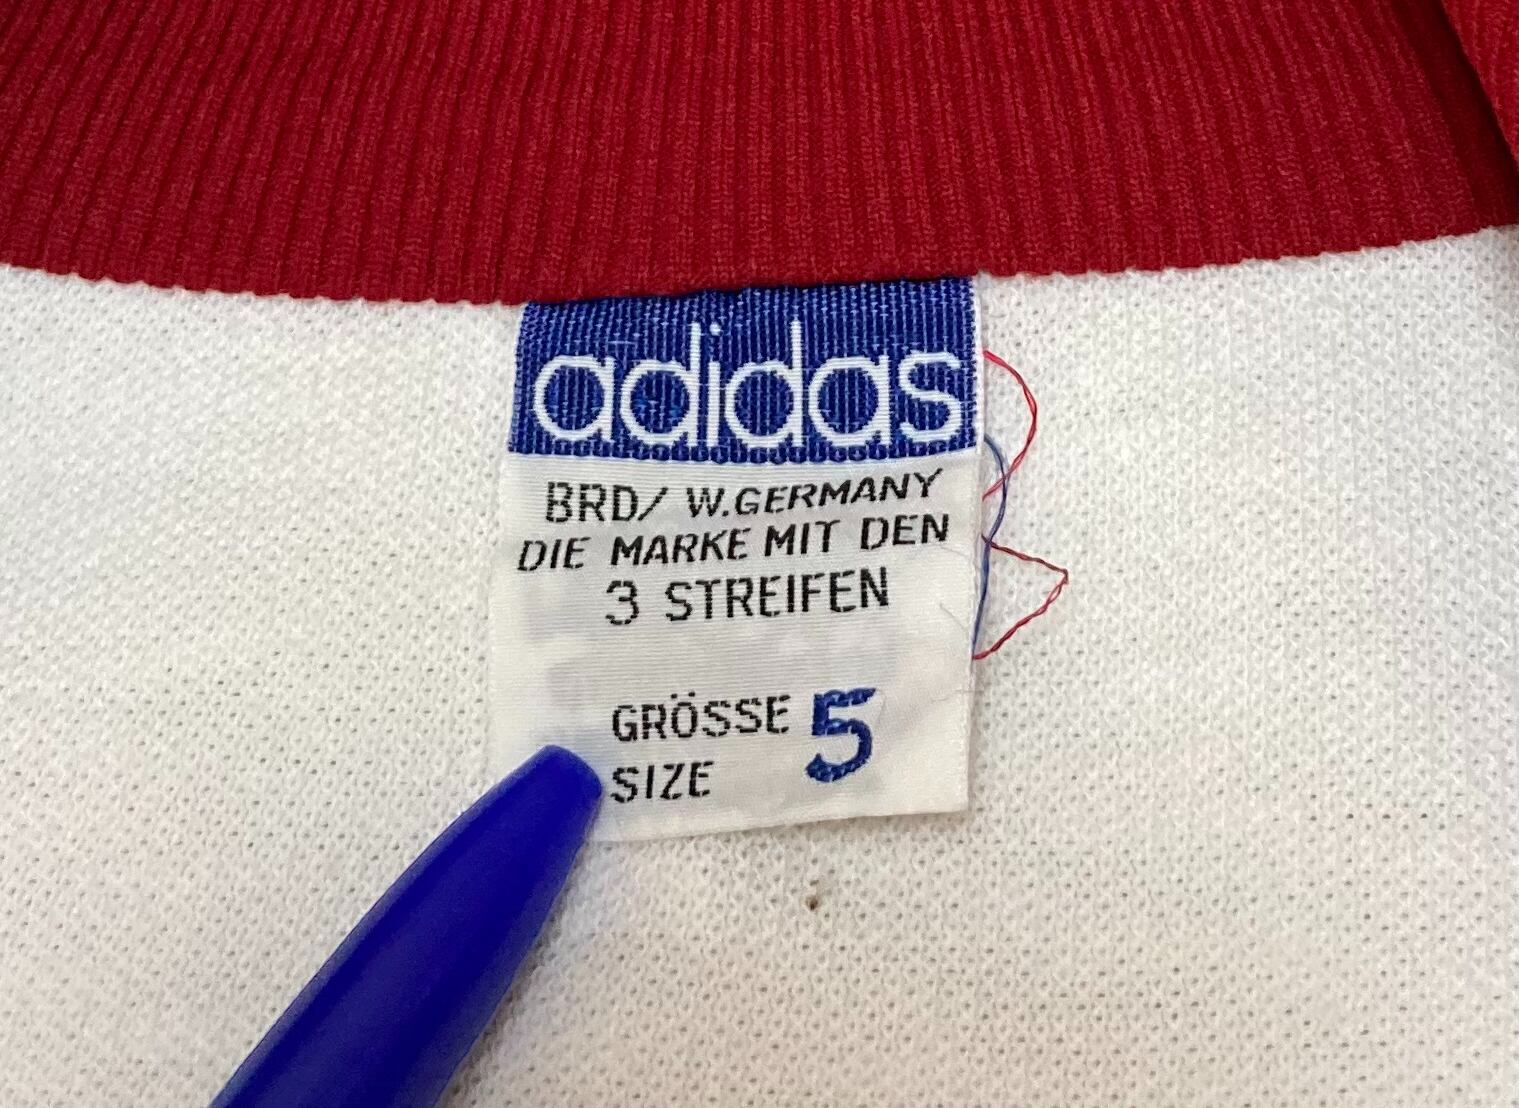 adidas
BRD/ W.GERMANY
DIE MARKE MIT DEN
3 STREIFEN
GRÖSSE 5
SIZE